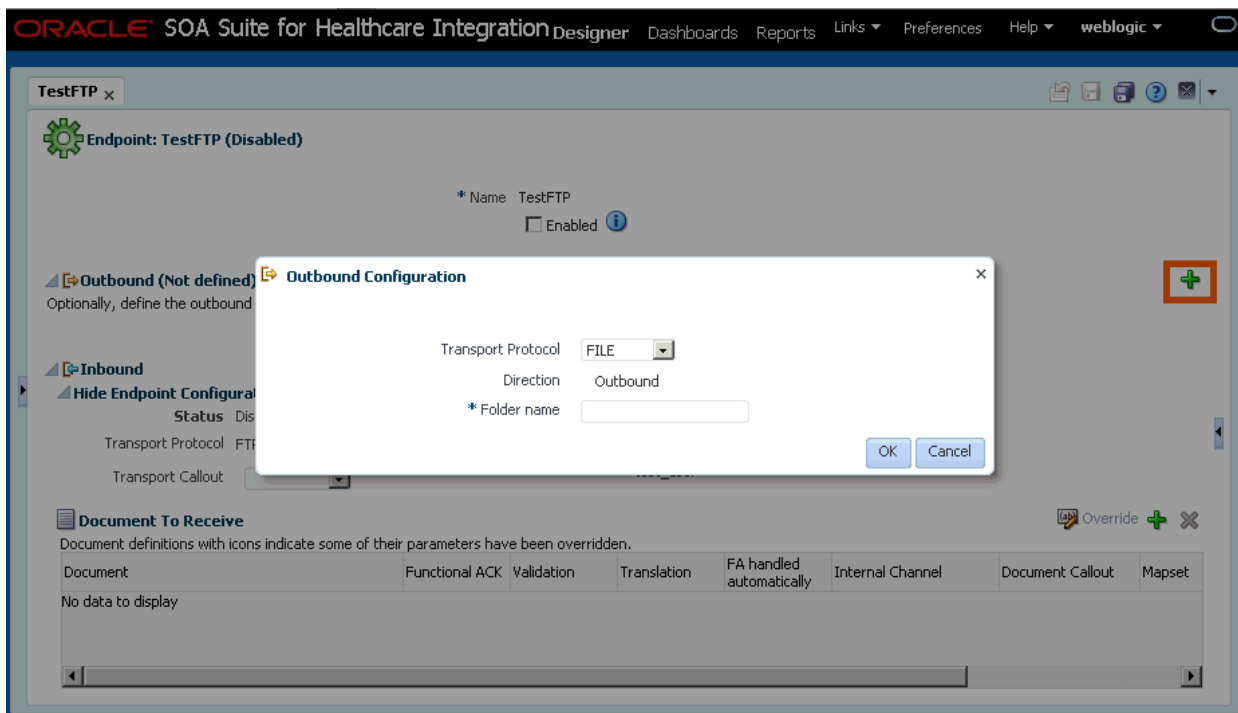 ORACLE® SOA Suite for Healthcare Integration Designer Dashboards Reports Links Preferences Help weblogic
TestFTP
Endpoint: TestFTP (Disabled)
* Name TestFTP
Enabled
Outbound (Not defined)
Optionally, define the outbound
Outbound Configuration
Transport Protocol FILE
Direction Outbound
* Folder name
OK Cancel
Inbound
Hide Endpoint Configura
Status Dis
Transport Protocol FTP
Transport Callout
Document To Receive
Override
Document definitions with icons indicate some of their parameters have been overridden.
Document Functional ACK Validation Translation FA handled automatically Internal Channel Document Callout Mapset
No data to display